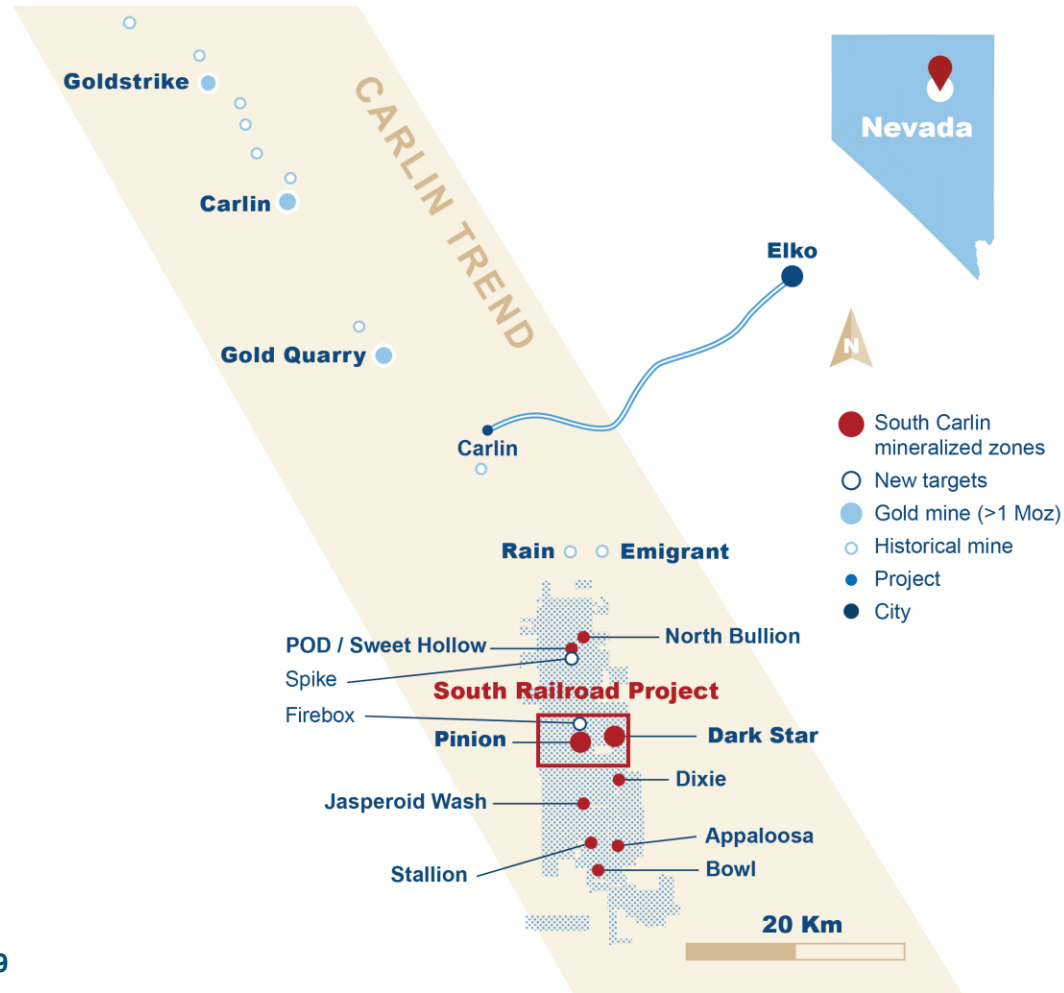 Goldstrike
Carlin
CARLIN TREND
Nevada
Elko
Gold Quarry
N
Carlin
South Carlin
mineralized zones
New targets
Gold mine (>1 Moz)
Historical mine
Project
City
Rain
Emigrant
North Bullion
POD / Sweet Hollow
Spike
South Railroad Project
Firebox
Pinion
Dark Star
Dixie
Jasperoid Wash
Appaloosa
Stallion
Bowl
20 Km
9